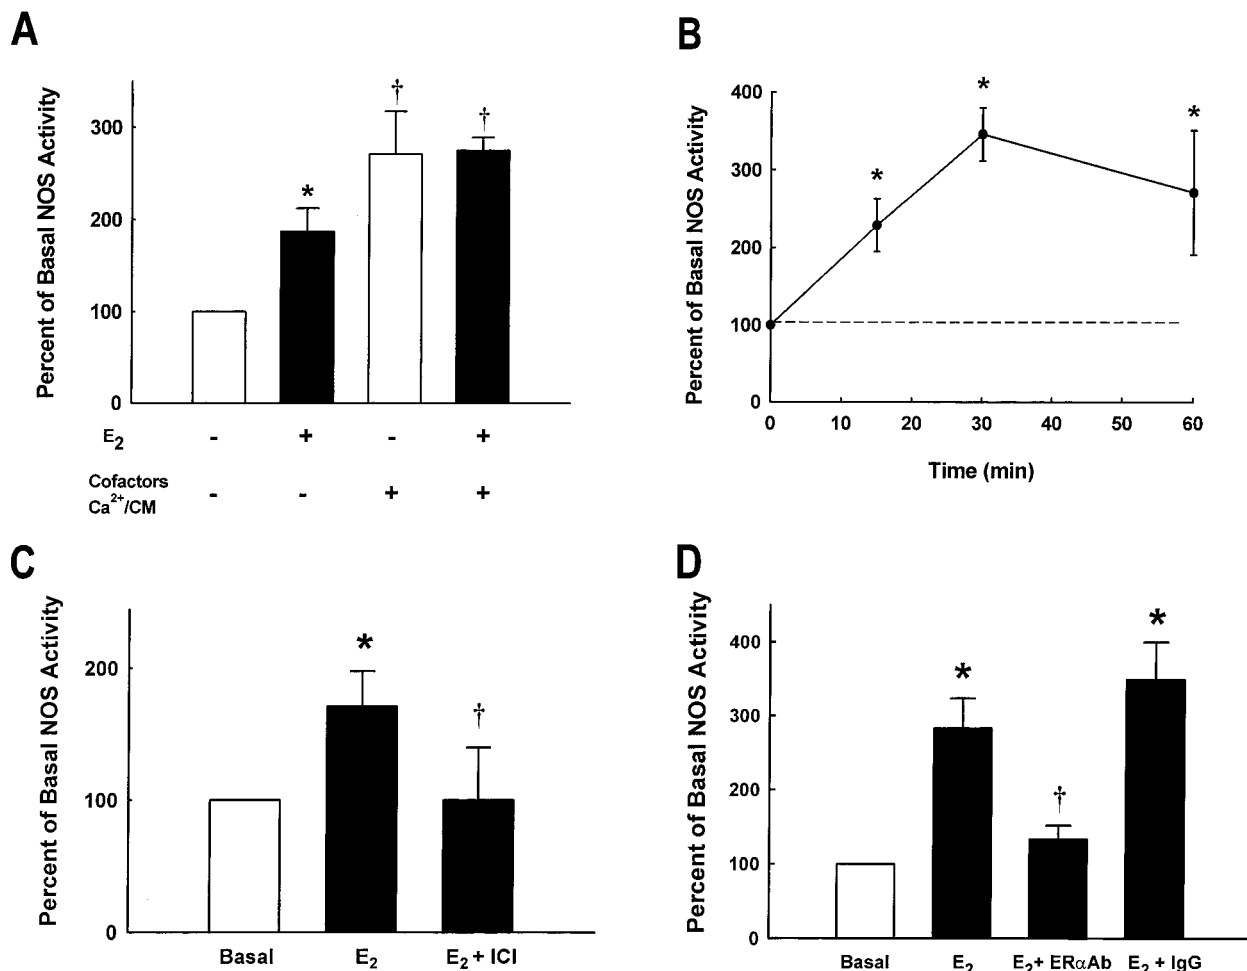 A
Percent of Basal NOS Activity
300
200
100
0
*
†
†
E2 - + - +
Cofactors
Ca2+/CM - - + +
B
Percent of Basal NOS Activity
400
300
200
100
0
*
*
*
0 10 20 30 40 50 60
Time (min)
C
Percent of Basal NOS Activity
200
100
0
*
†
Basal E2 E2 + ICI
D
Percent of Basal NOS Activity
400
300
200
100
0
*
†
*
Basal E2 E2+ ERαAb E2 + IgG